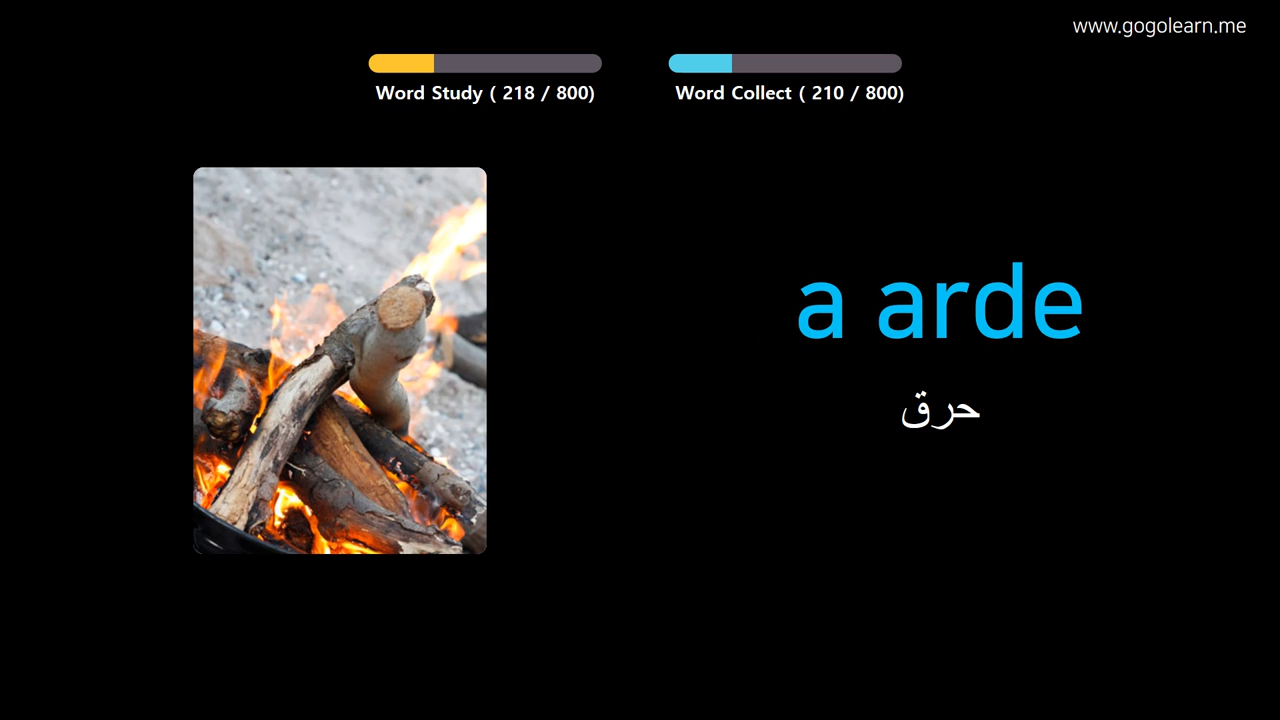 www.gogolearn.me
Word Study ( 218 / 800)
Word Collect ( 210 / 800)
a arde
حرق